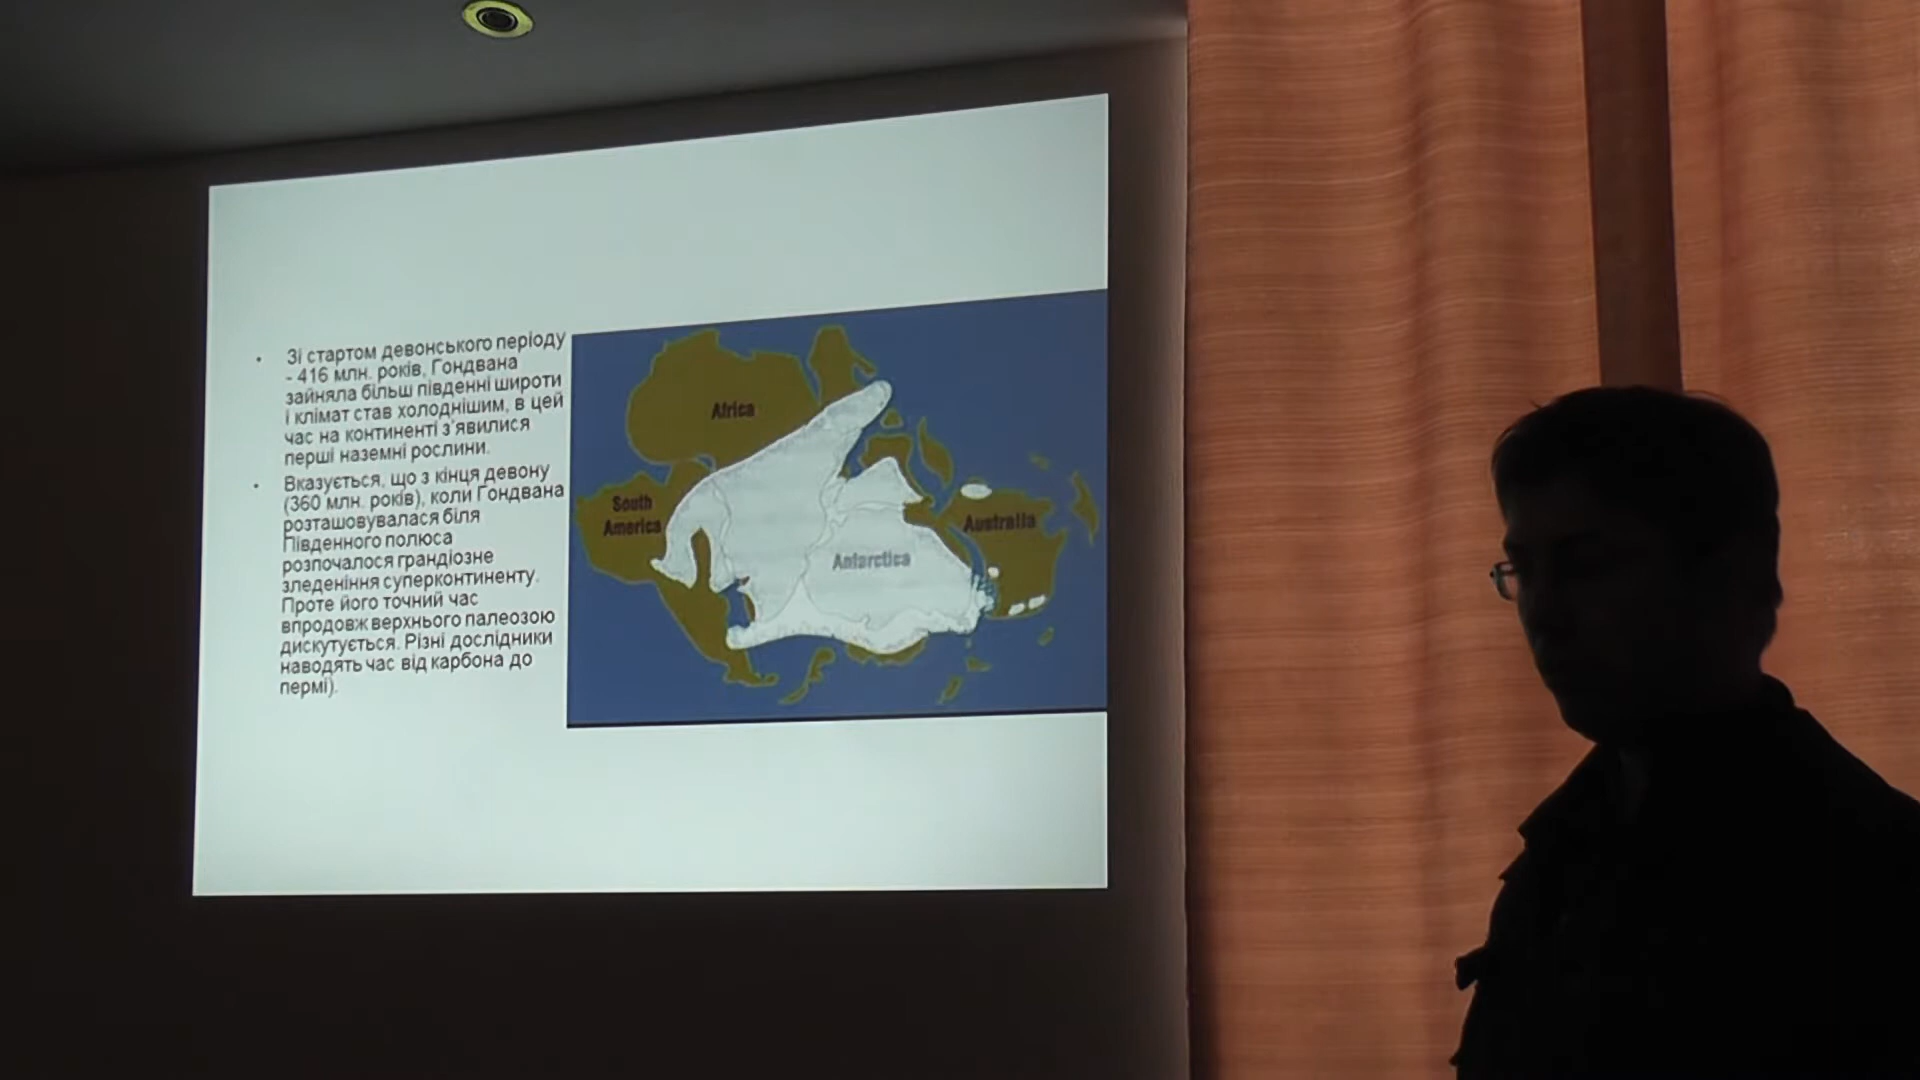 Зі стартом девонського періоду
- 416 млн. років, Гондвана
зайняла більш південні широти
і клімат став холоднішим, в цей
час на континенті з'явилися
перші наземні рослини.
Вказується, що з кінця девону
(360 млн. років), коли Гондвана
розташовувалася біля
Південного полюса
розпочалося грандіозне
зледеніння суперконтиненту.
Проте його точний час
впродовж верхнього палеозою
дискутується. Різні дослідники
наводять час від карбона до
пермі).
Africa
South
America
Antarctica
Australia